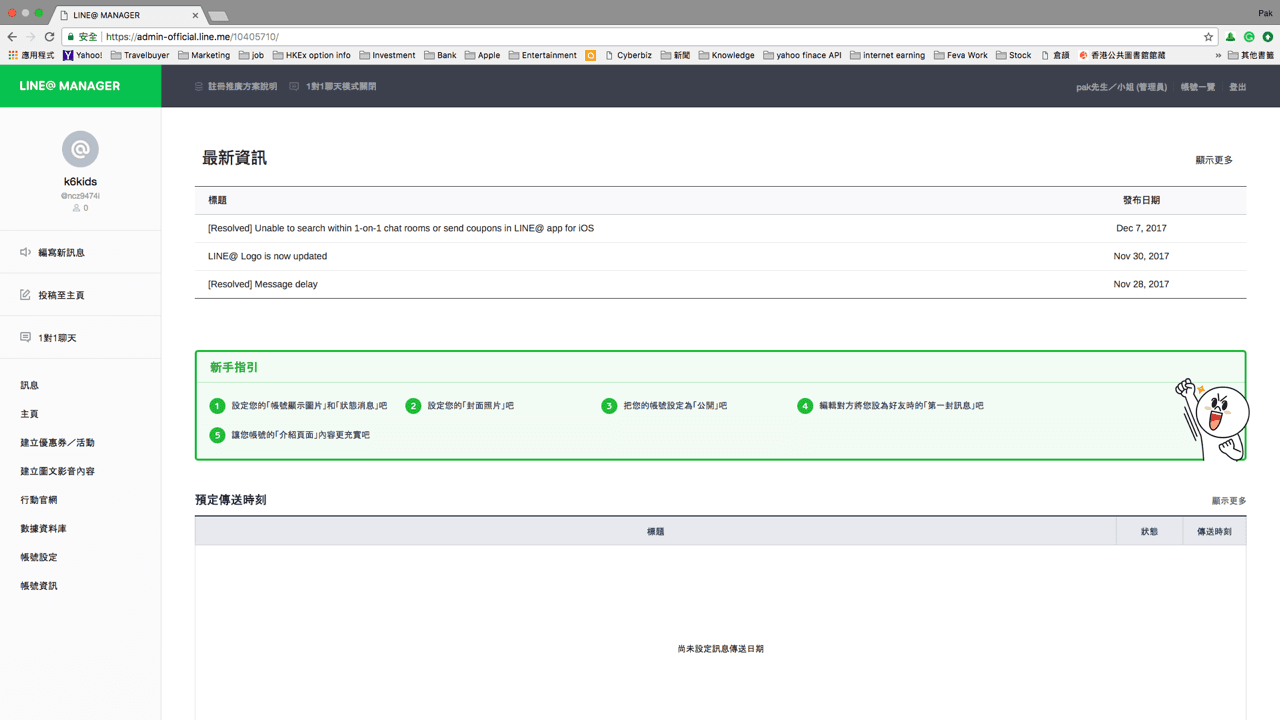 LINE@ MANAGER
Pak
安全 | https://admin-official.line.me/10405710/
應用程式 Yahoo! Travelbuyer Marketing job HKEx option info Investment Bank Apple Entertainment Cyberbiz 新聞 Knowledge yahoo finace API internet earning Feva Work Stock 倉頡 香港公共圖書館館藏 » 其他書籤
LINE@ MANAGER
註冊推廣方案說明 1對1聊天模式關閉
pak先生／小姐 (管理員) 帳號一覽 登出
k6kids
@ncz9474i
0
編寫新訊息
投稿至主頁
1對1聊天
訊息
主頁
建立優惠券／活動
建立圖文影音內容
行動官網
數據資料庫
帳號設定
帳號資訊
最新資訊 顯示更多
標題 發布日期
[Resolved] Unable to search within 1-on-1 chat rooms or send coupons in LINE@ app for iOS Dec 7, 2017
LINE@ Logo is now updated Nov 30, 2017
[Resolved] Message delay Nov 28, 2017
新手指引
1 設定您的「帳號顯示圖片」和「狀態消息」吧 2 設定您的「封面照片」吧 3 把您的帳號設定為「公開」吧 4 編輯對方將您設為好友時的「第一封訊息」吧
5 讓您帳號的「介紹頁面」內容更充實吧
預定傳送時刻 顯示更多
標題 狀態 傳送時刻
尚未設定訊息傳送日期